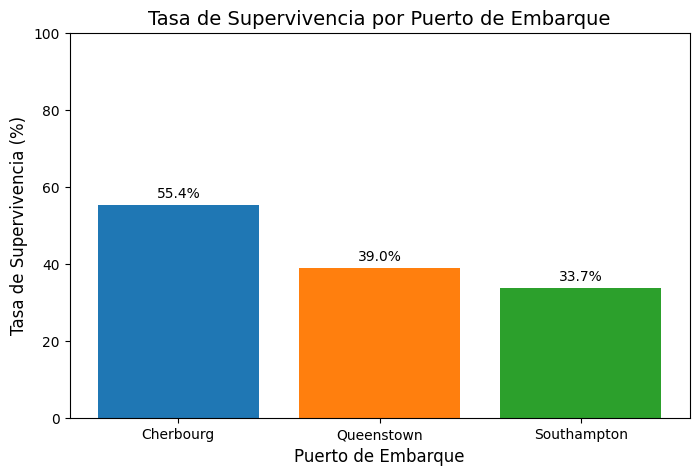 Tasa de Supervivencia por Puerto de Embarque
Tasa de Supervivencia (%)
100
80
60
40
20
0
55.4%
39.0%
33.7%
Cherbourg
Queenstown
Southampton
Puerto de Embarque